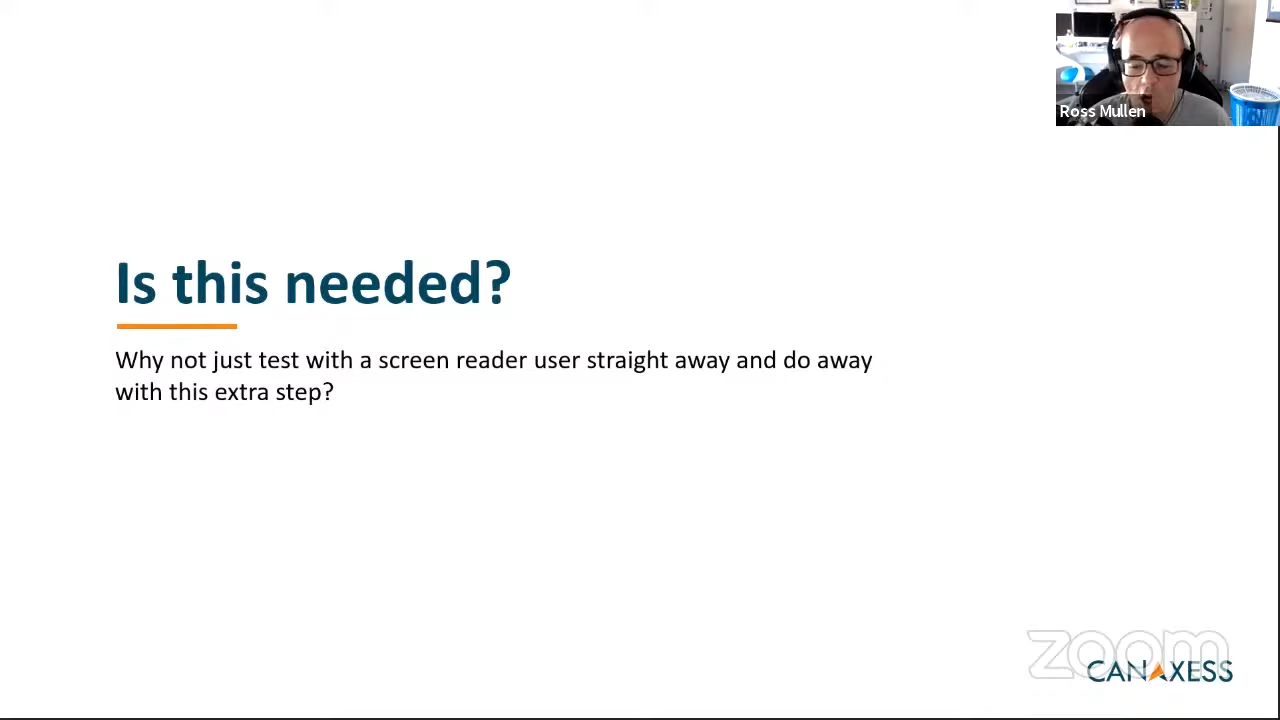 Ross Mullen
Is this needed?
Why not just test with a screen reader user straight away and do away
with this extra step?
zoom
CANAXESS